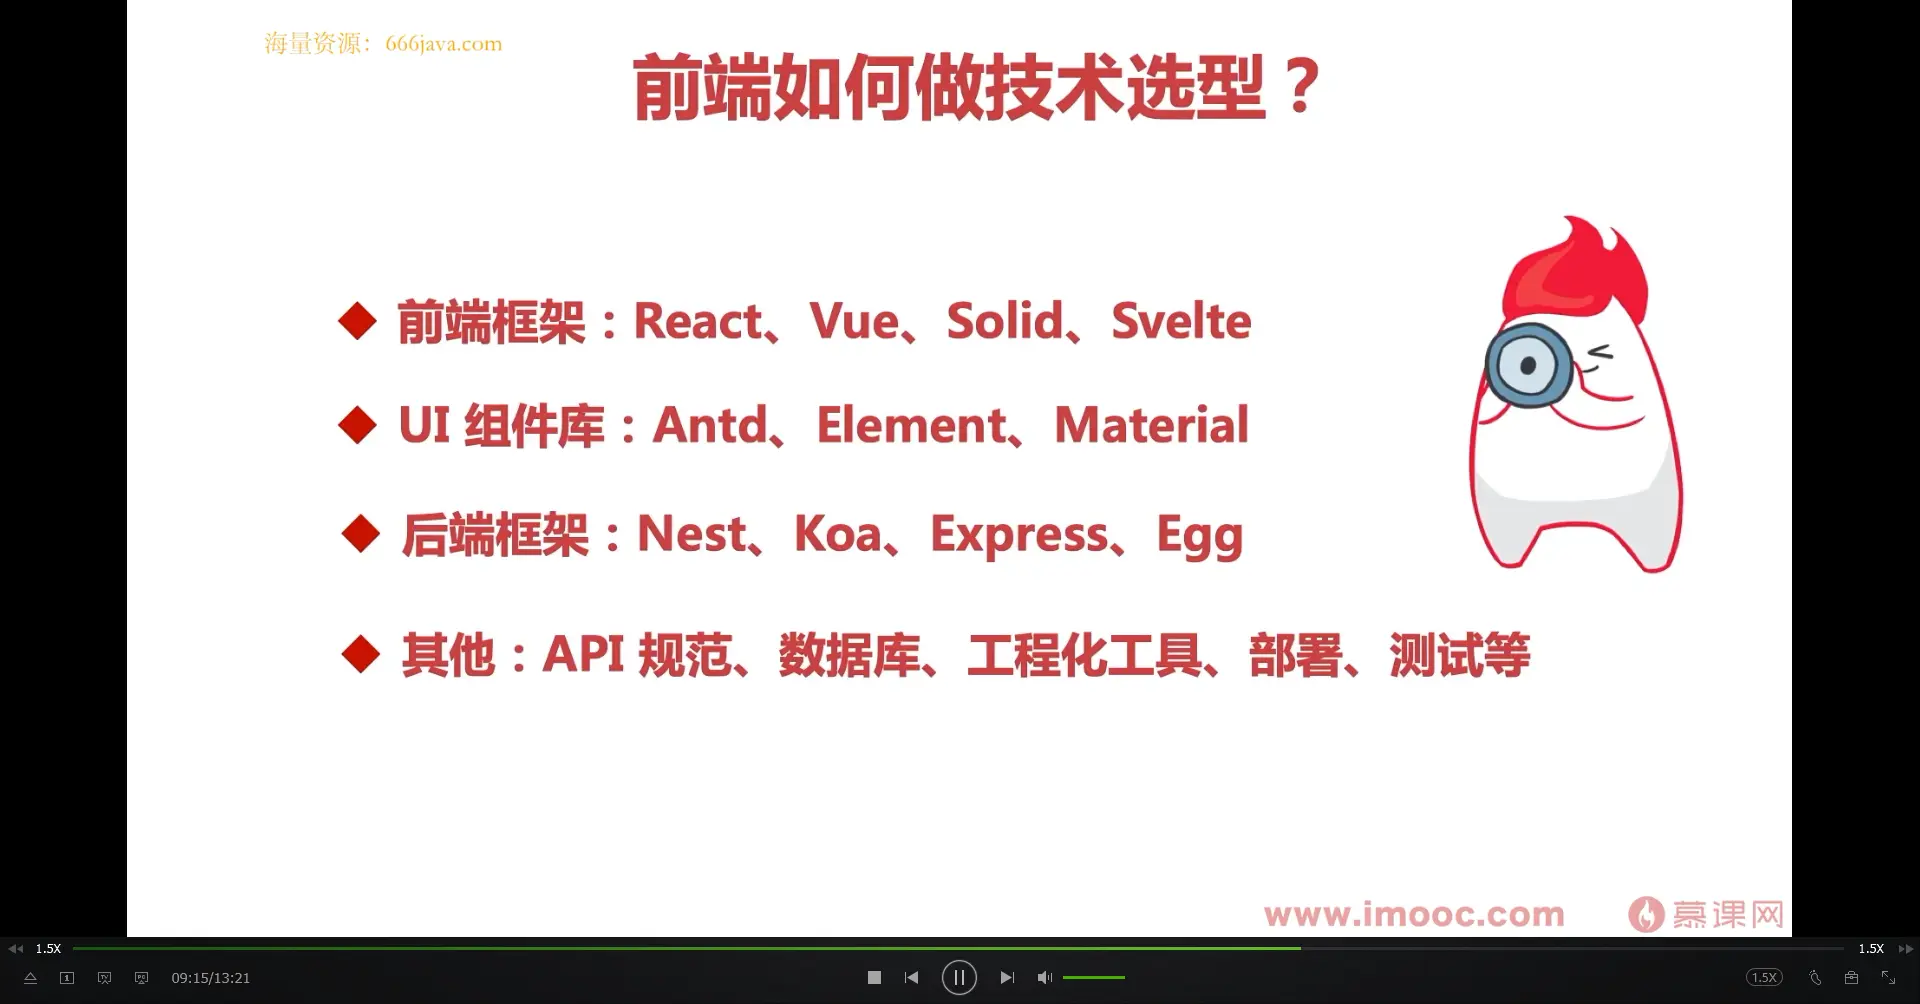 海量资源：666java.com
前端如何做技术选型？
前端框架：React、Vue、Solid、Svelte
UI 组件库：Antd、Element、Material
后端框架：Nest、Koa、Express、Egg
其他：API 规范、数据库、工程化工具、部署、测试等
www.imooc.com 慕课网
1.5X 1.5X
09:15/13:21 1.5X